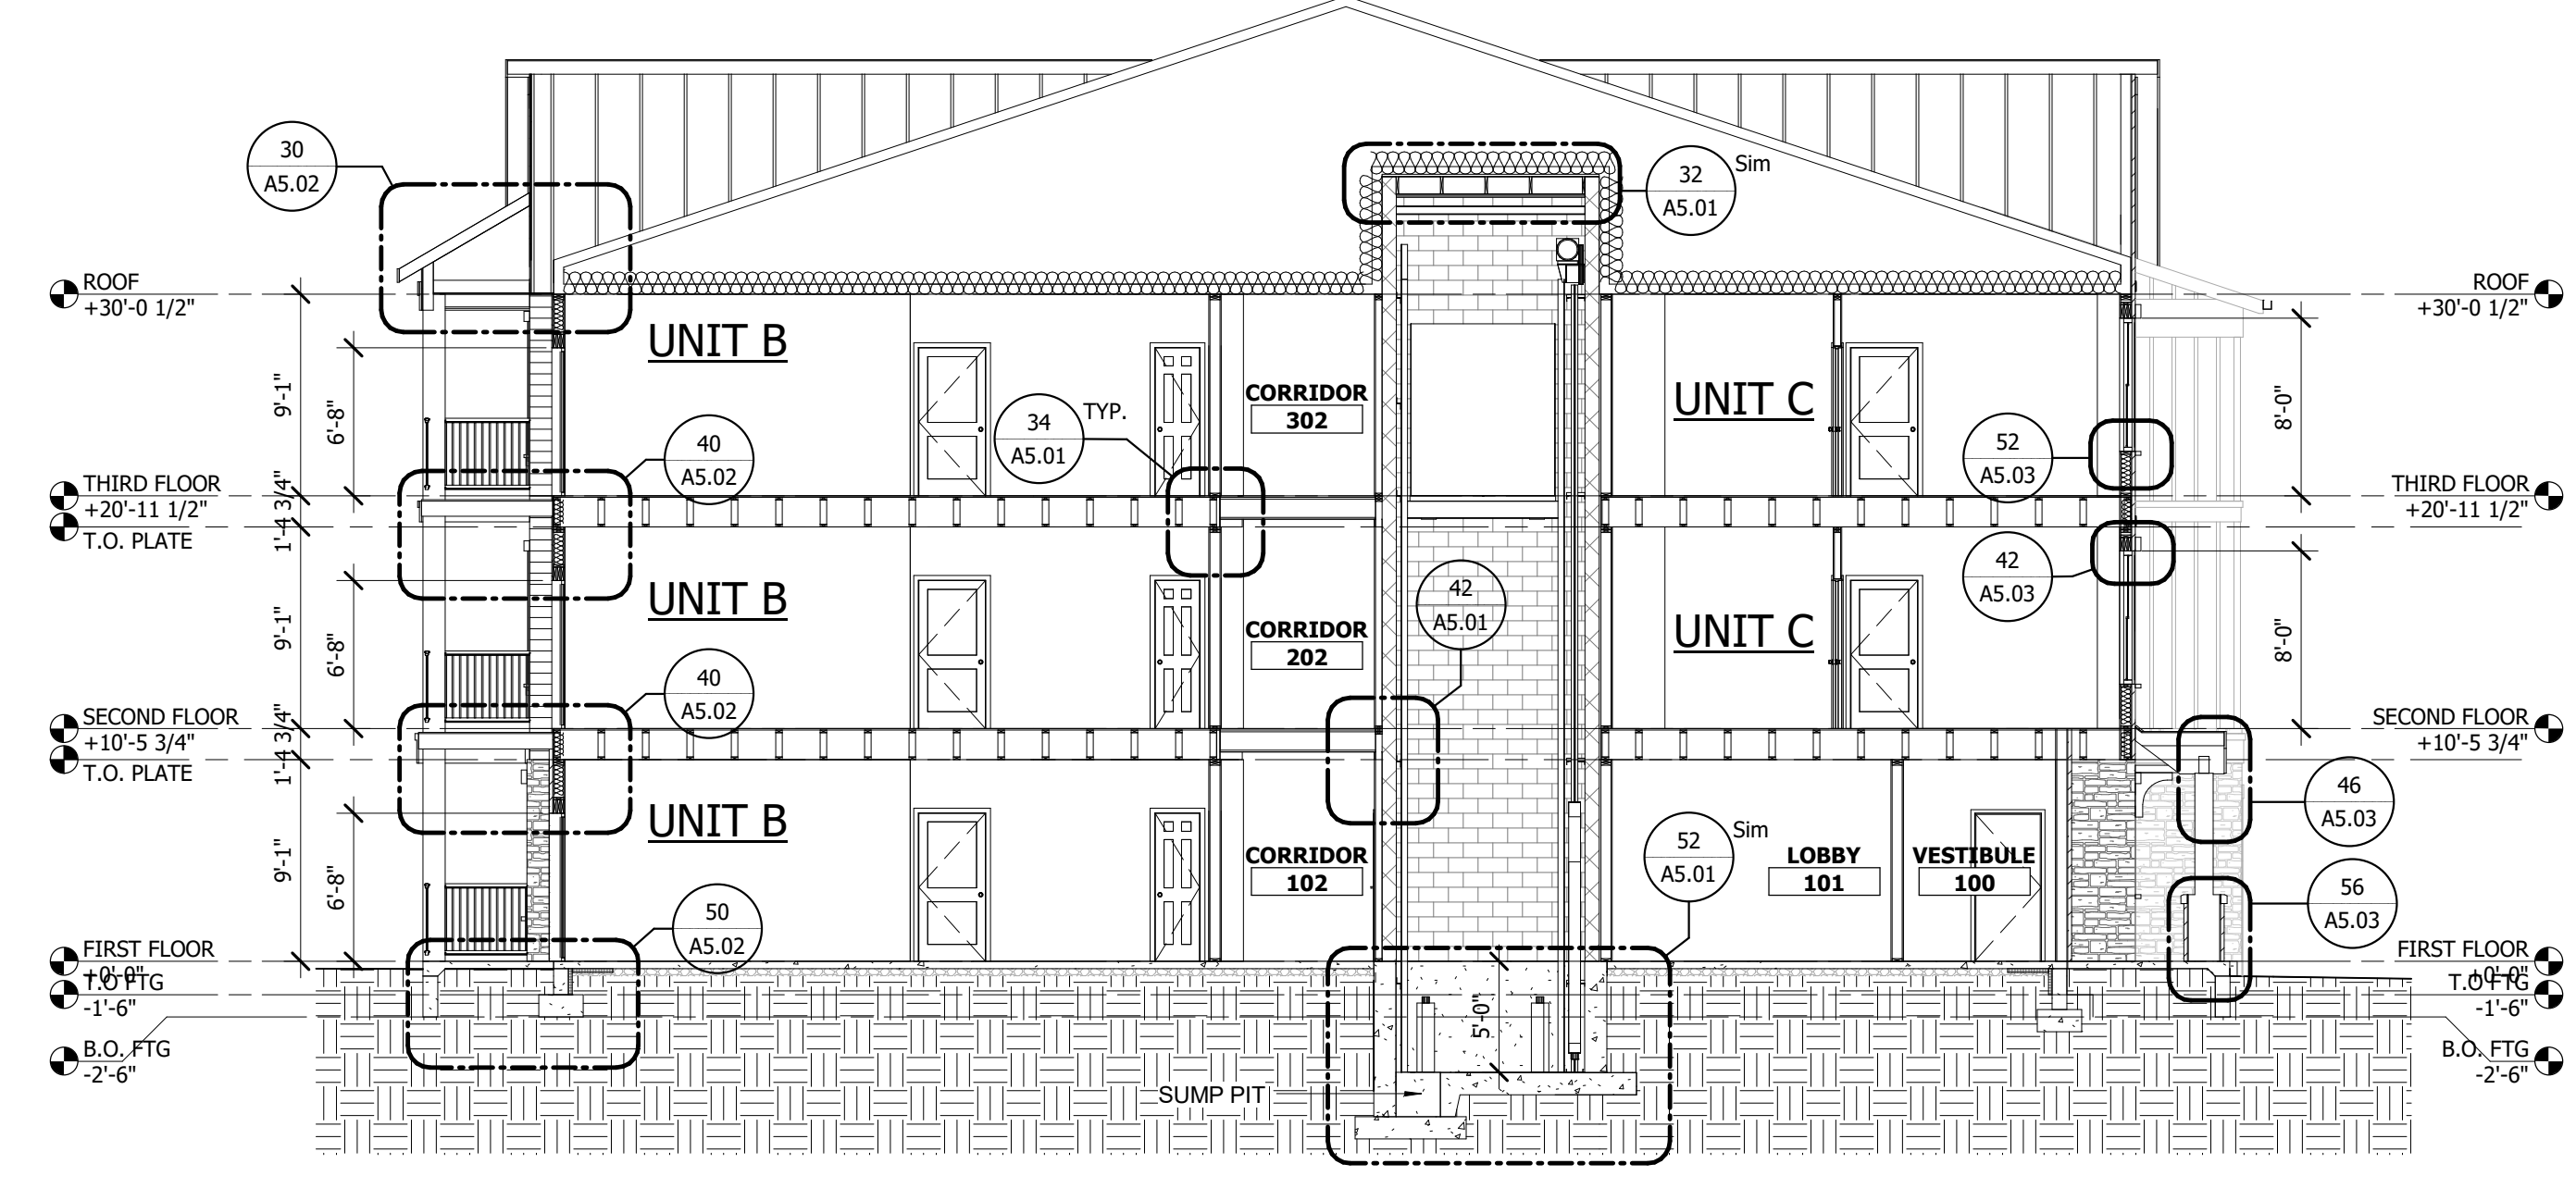 30
A5.02
32
A5.01
Sim
ROOF
+30'-0 1/2"
ROOF
+30'-0 1/2"
UNIT B
9'-1"
6'-8"
CORRIDOR
302
34
A5.01
TYP.
UNIT C
8'-0"
40
A5.02
52
A5.03
THIRD FLOOR
+20'-11 1/2"
T.O. PLATE
1'-4 3/4"
THIRD FLOOR
+20'-11 1/2"
42
A5.03
42
A5.01
UNIT B
9'-1"
6'-8"
CORRIDOR
202
UNIT C
8'-0"
40
A5.02
SECOND FLOOR
+10'-5 3/4"
T.O. PLATE
1'-4 3/4"
SECOND FLOOR
+10'-5 3/4"
46
A5.03
UNIT B
9'-1"
6'-8"
CORRIDOR
102
52
A5.01
Sim
LOBBY
101
VESTIBULE
100
56
A5.03
50
A5.02
FIRST FLOOR
+0'-0"
T.O FTG
-1'-6"
B.O. FTG
-2'-6"
FIRST FLOOR
+0'-0"
T.O FTG
-1'-6"
B.O. FTG
-2'-6"
5'-0"
SUMP PIT